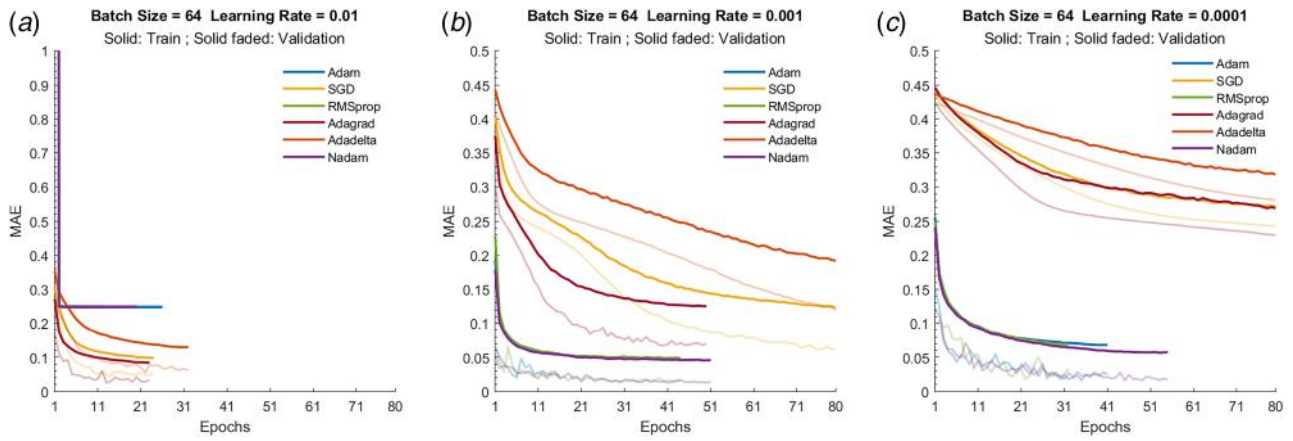 (a)
Batch Size = 64 Learning Rate = 0.01
Solid: Train ; Solid faded: Validation
1
0.9
0.8
0.7
0.6
0.5
0.4
0.3
0.2
0.1
0
MAE
Adam
SGD
RMSprop
Adagrad
Adadelta
Nadam
1 11 21 31 41 51 61 71 80
Epochs
(b)
Batch Size = 64 Learning Rate = 0.001
Solid: Train ; Solid faded: Validation
0.5
0.45
0.4
0.35
0.3
0.25
0.2
0.15
0.1
0.05
0
MAE
Adam
SGD
RMSprop
Adagrad
Adadelta
Nadam
1 11 21 31 41 51 61 71 80
Epochs
(c)
Batch Size = 64 Learning Rate = 0.0001
Solid: Train ; Solid faded: Validation
0.5
0.45
0.4
0.35
0.3
0.25
0.2
0.15
0.1
0.05
0
MAE
Adam
SGD
RMSprop
Adagrad
Adadelta
Nadam
1 11 21 31 41 51 61 71 80
Epochs